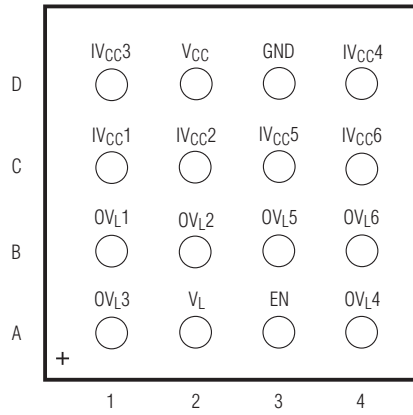 IVCC3 VCC GND IVCC4
D
IVCC1 IVCC2 IVCC5 IVCC6
C
OVL1 OVL2 OVL5 OVL6
B
OVL3 VL EN OVL4
A
+
1 2 3 4